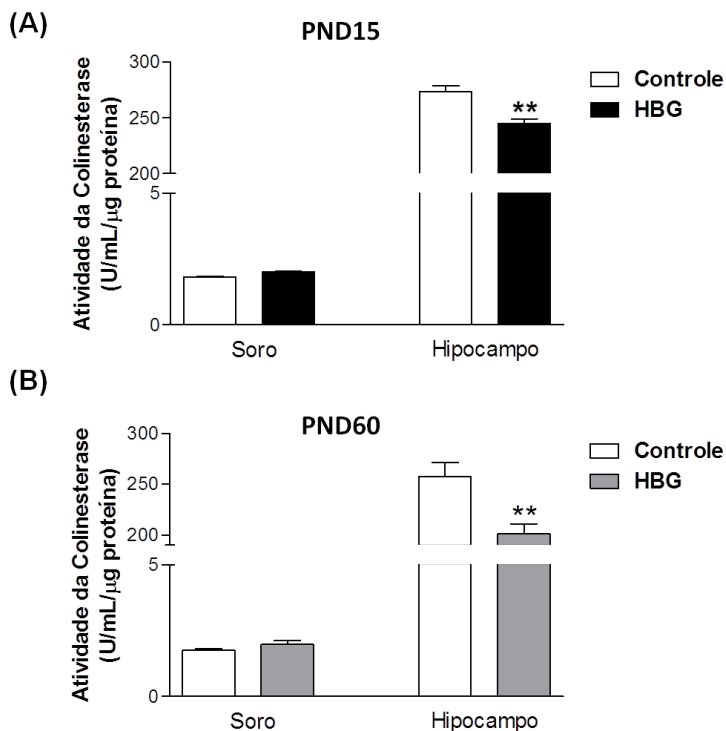 (A)
PND15
Atividade da Colinesterase
(U/mL/µg proteína)
300
250
200
5
0
**
Controle
HBG
Soro
Hipocampo
(B)
PND60
Atividade da Colinesterase
(U/mL/µg proteína)
300
250
200
5
0
**
Controle
HBG
Soro
Hipocampo